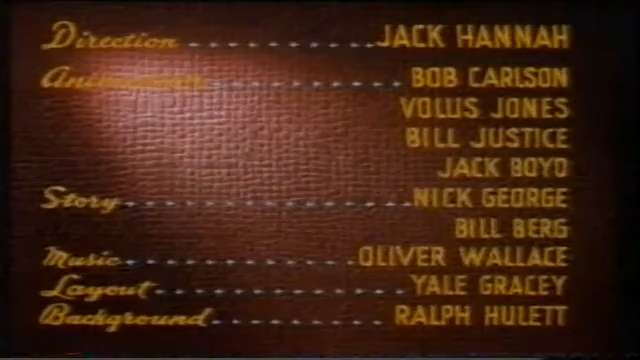 Direction JACK HANNAH
Animation BOB CARLSON
VOLUS JONES
BILL JUSTICE
JACK BOYD
Story NICK GEORGE
BILL BERG
Music OLIVER WALLACE
Layout YALE GRACEY
Background RALPH HULETT